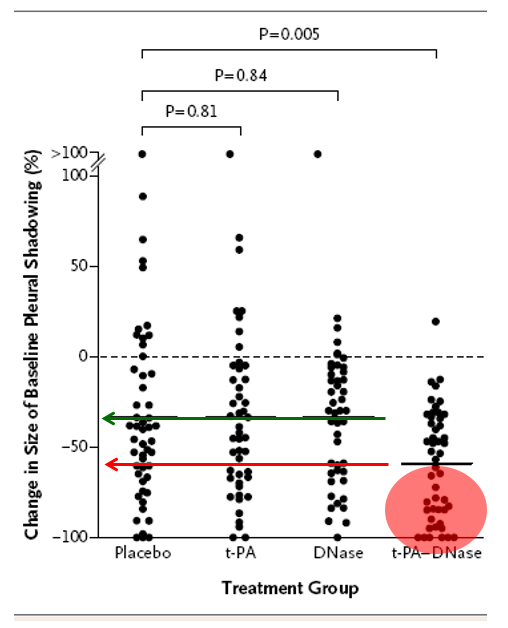 P=0.005
P=0.84
P=0.81
>100
100
50
0
−50
−100
Change in Size of Baseline Pleural Shadowing (%)
Placebo t-PA DNase t-PA–DNase
Treatment Group